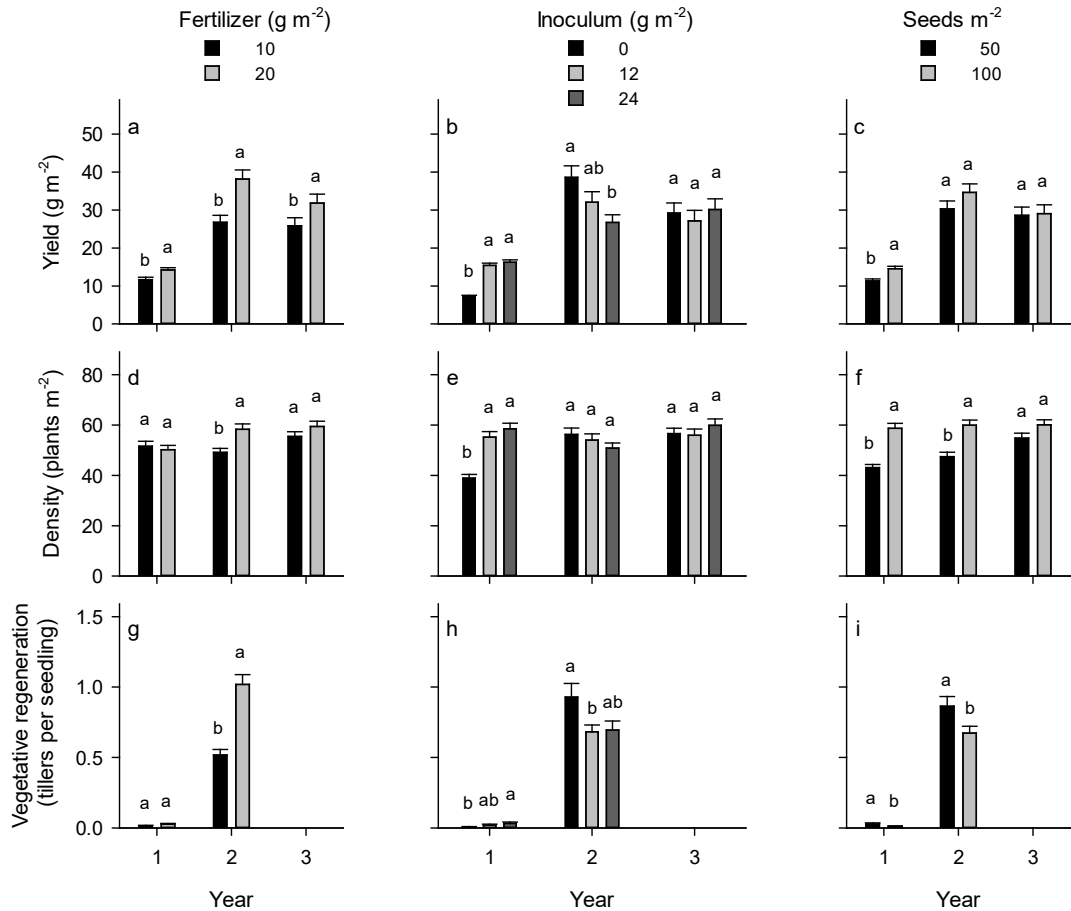 Fertilizer (g m-2)
10
20
Inoculum (g m-2)
0
12
24
Seeds m-2
50
100
Yield (g m-2)
50
40
30
20
10
0
a
b a
b a
b a
b
b a a
a ab b
a a a
c
b a
a a
a a
Density (plants m-2)
80
60
40
20
0
d
a a
b a
a a
e
b a a
a a a
a a a
f
b a
b a
a a
Vegetative regeneration
(tillers per seedling)
1.5
1.0
0.5
0.0
g
a a
b a
h
b ab a
a b ab
i
a b
a b
1 2 3
1 2 3
1 2 3
Year
Year
Year